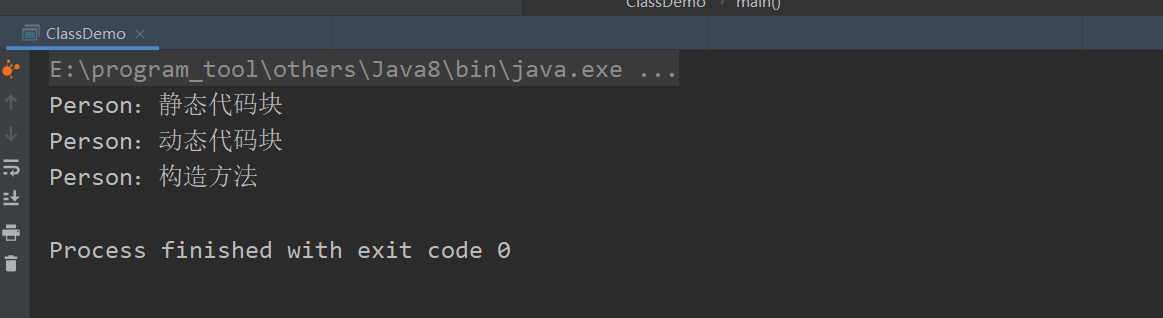 ClassDemo › main()
ClassDemo ×
E:\program_tool\others\Java8\bin\java.exe ...
Person：静态代码块
Person：动态代码块
Person：构造方法
Process finished with exit code 0